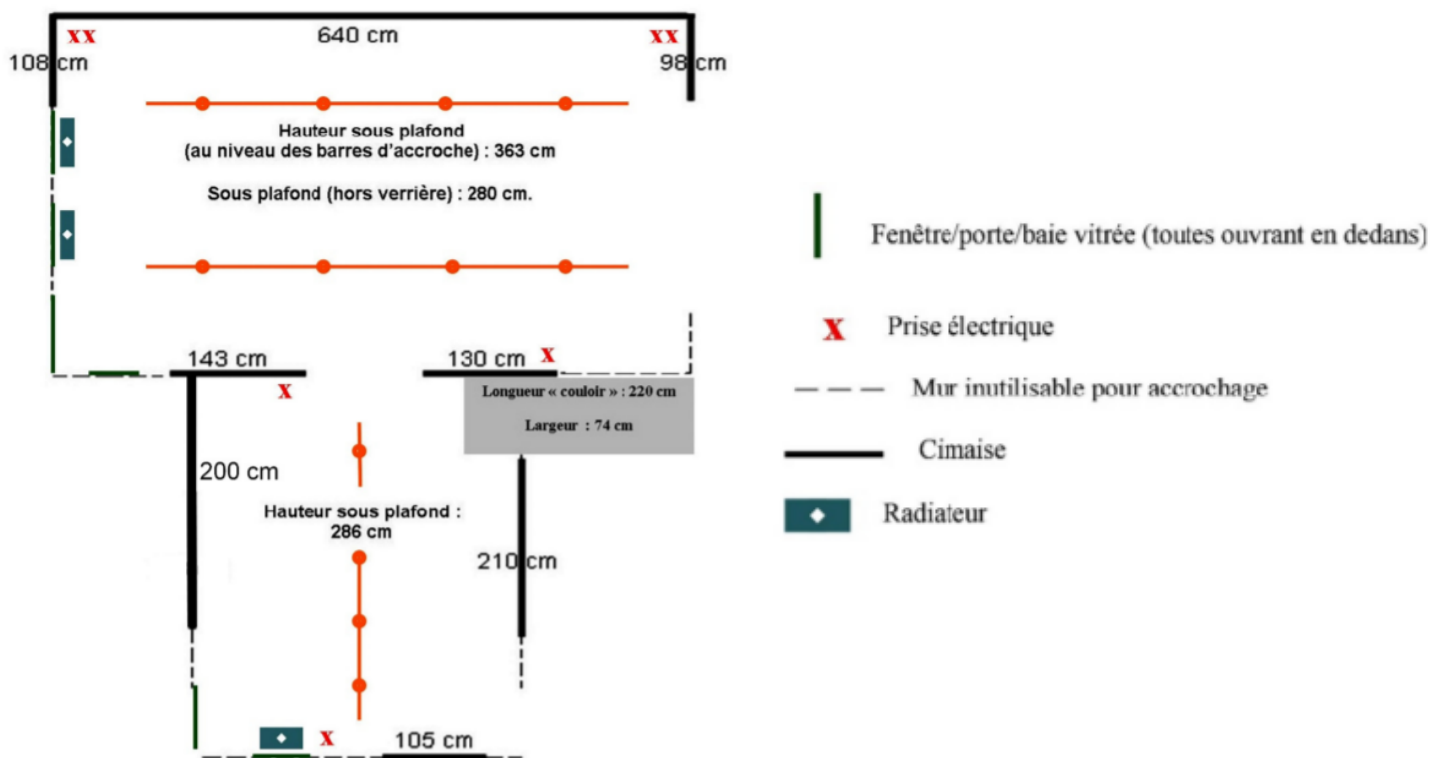 xx
640 cm
xx
108 cm
98 cm
Hauteur sous plafond
(au niveau des barres d'accroche) : 363 cm
Sous plafond (hors verrière) : 280 cm.
143 cm
130 cm
x
x
Longueur « couloir » : 220 cm
Largeur : 74 cm
200 cm
Hauteur sous plafond :
286 cm
210 cm
x
105 cm
Fenêtre/porte/baie vitrée (toutes ouvrant en dedans)
x
Prise électrique
Mur inutilisable pour accrochage
Cimaise
Radiateur